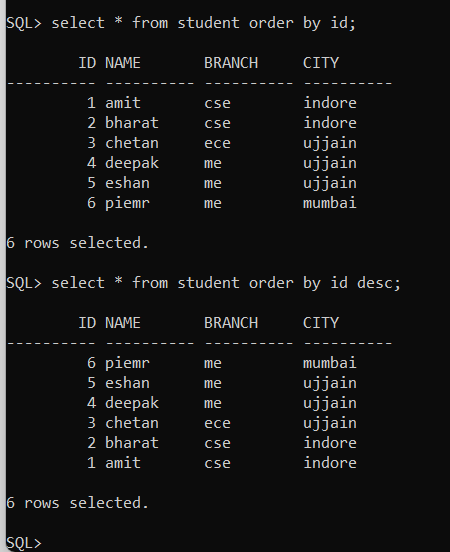 SQL> select * from student order by id;
        ID NAME       BRANCH     CITY
---------- ---------- ---------- ----------
         1 amit       cse        indore
         2 bharat     cse        indore
         3 chetan     ece        ujjain
         4 deepak     me         ujjain
         5 eshan      me         ujjain
         6 piemr      me         mumbai
6 rows selected.
SQL> select * from student order by id desc;
        ID NAME       BRANCH     CITY
---------- ---------- ---------- ----------
         6 piemr      me         mumbai
         5 eshan      me         ujjain
         4 deepak     me         ujjain
         3 chetan     ece        ujjain
         2 bharat     cse        indore
         1 amit       cse        indore
6 rows selected.
SQL>